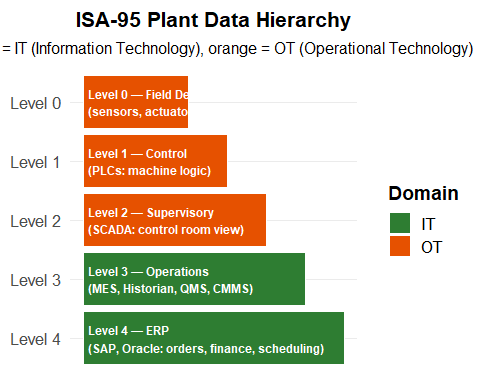 ISA-95 Plant Data Hierarchy
= IT (Information Technology), orange = OT (Operational Technology)
Level 0
Level 0 — Field De
(sensors, actuato
Level 1
Level 1 — Control
(PLCs: machine logic)
Level 2
Level 2 — Supervisory
(SCADA: control room view)
Level 3
Level 3 — Operations
(MES, Historian, QMS, CMMS)
Level 4
Level 4 — ERP
(SAP, Oracle: orders, finance, scheduling)
Domain
IT
OT